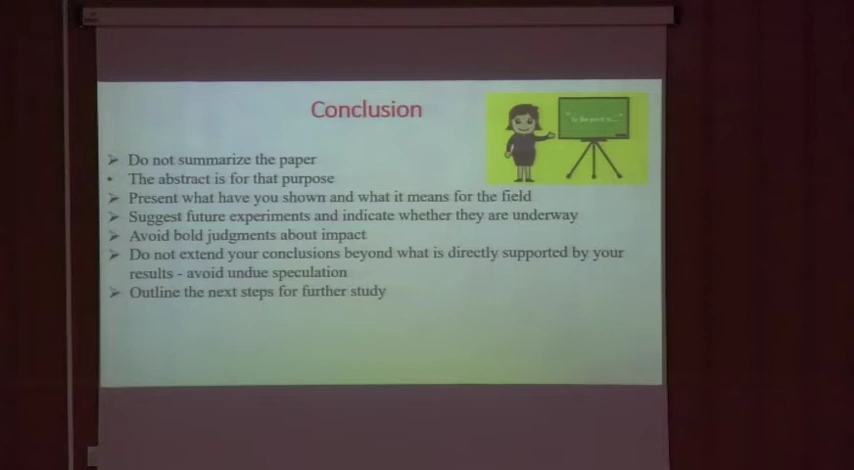 Conclusion
➢ Do not summarize the paper
• The abstract is for that purpose
➢ Present what have you shown and what it means for the field
➢ Suggest future experiments and indicate whether they are underway
➢ Avoid bold judgments about impact
➢ Do not extend your conclusions beyond what is directly supported by your
results - avoid undue speculation
➢ Outline the next steps for further study